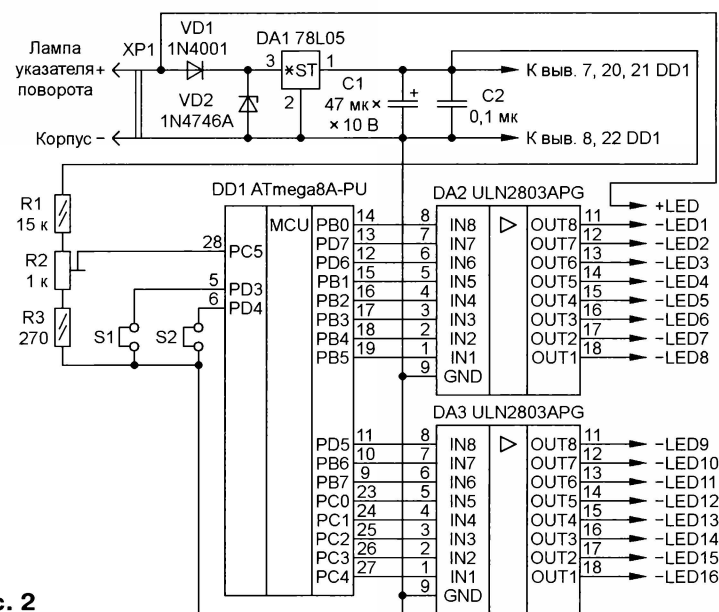 VD1
1N4001
DA1 78L05
Лампа
указателя+
поворота
XP1
3
*ST
1
2
К выв. 7, 20, 21 DD1
C1
47 мк ×
× 10 В
+
C2
0,1 мк
VD2
1N4746A
Корпус −
К выв. 8, 22 DD1
DD1 ATmega8A-PU
DA2 ULN2803APG
+LED
R1
15 к
R2
1 к
R3
270
S1
S2
28
PC5
5
PD3
6
PD4
MCU
PB0 14 8 IN8 ▷ OUT8 11 −LED1
PD7 13 7 IN7 OUT7 12 −LED2
PD6 12 6 IN6 OUT6 13 −LED3
PB1 15 5 IN5 OUT5 14 −LED4
PB2 16 4 IN4 OUT4 15 −LED5
PB3 17 3 IN3 OUT3 16 −LED6
PB4 18 2 IN2 OUT2 17 −LED7
PB5 19 1 IN1 OUT1 18 −LED8
9 GND
DA3 ULN2803APG
PD5 11 8 IN8 ▷ OUT8 11 −LED9
PB6 10 7 IN7 OUT7 12 −LED10
PB7 9 6 IN6 OUT6 13 −LED11
PC0 23 5 IN5 OUT5 14 −LED12
PC1 24 4 IN4 OUT4 15 −LED13
PC2 25 3 IN3 OUT3 16 −LED14
PC3 26 2 IN2 OUT2 17 −LED15
PC4 27 1 IN1 OUT1 18 −LED16
9 GND
с. 2